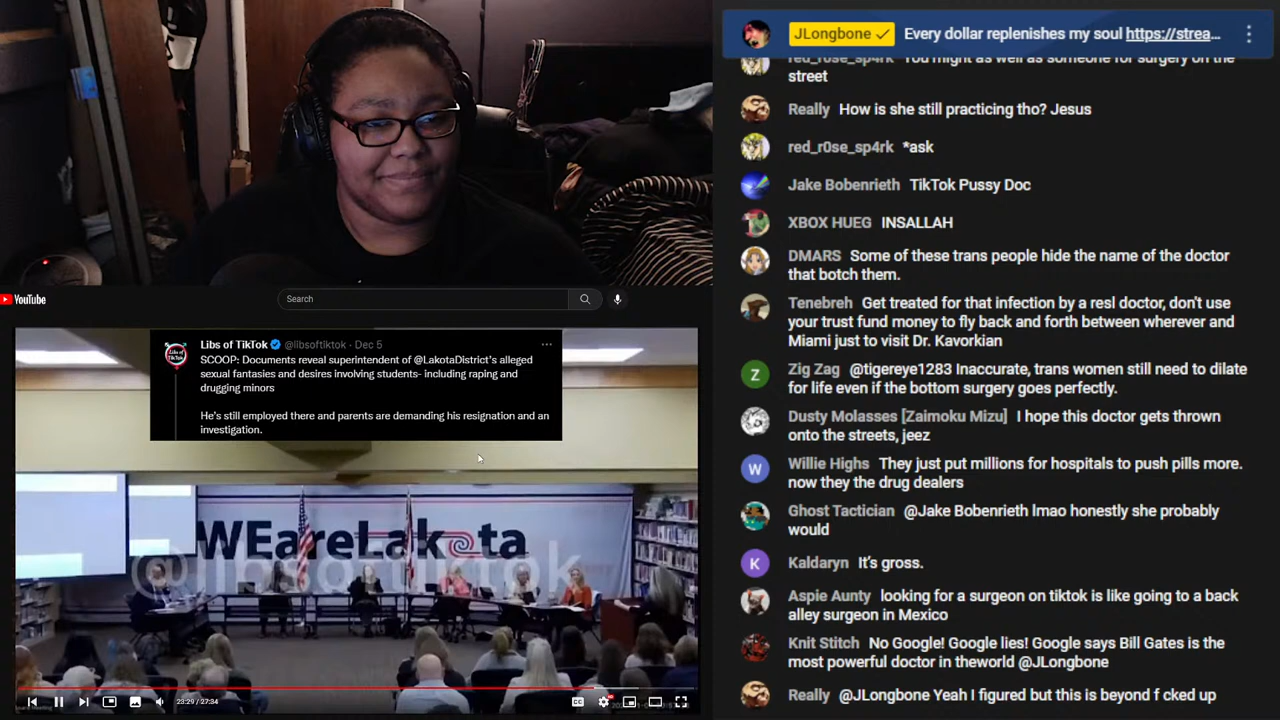 JLongbone ✓ Every dollar replenishes my soul https://strea...
red_r0se_sp4rk You might as well as someone for surgery on the
street
Really How is she still practicing tho? Jesus
red_r0se_sp4rk *ask
Jake Bobenrieth TikTok Pussy Doc
XBOX HUEG INSALLAH
DMARS Some of these trans people hide the name of the doctor
that botch them.
Tenebreh Get treated for that infection by a resl doctor, don't use
your trust fund money to fly back and forth between wherever and
Miami just to visit Dr. Kavorkian
Z Zig Zag @tigereye1283 Inaccurate, trans women still need to dilate
for life even if the bottom surgery goes perfectly.
Dusty Molasses [Zaimoku Mizu] I hope this doctor gets thrown
onto the streets, jeez
W Willie Highs They just put millions for hospitals to push pills more.
now they the drug dealers
Ghost Tactician @Jake Bobenrieth lmao honestly she probably
would
K Kaldaryn It's gross.
Aspie Aunty looking for a surgeon on tiktok is like going to a back
alley surgeon in Mexico
Knit Stitch No Google! Google lies! Google says Bill Gates is the
most powerful doctor in theworld @JLongbone
Really @JLongbone Yeah I figured but this is beyond f cked up
YouTube
Search
Libs of TikTok @libsoftiktok · Dec 5
SCOOP: Documents reveal superintendent of @LakotaDistrict's alleged
sexual fantasies and desires involving students- including raping and
drugging minors
He's still employed there and parents are demanding his resignation and an
investigation.
WEareLakota
@libsoftiktok
23:29 / 27:34